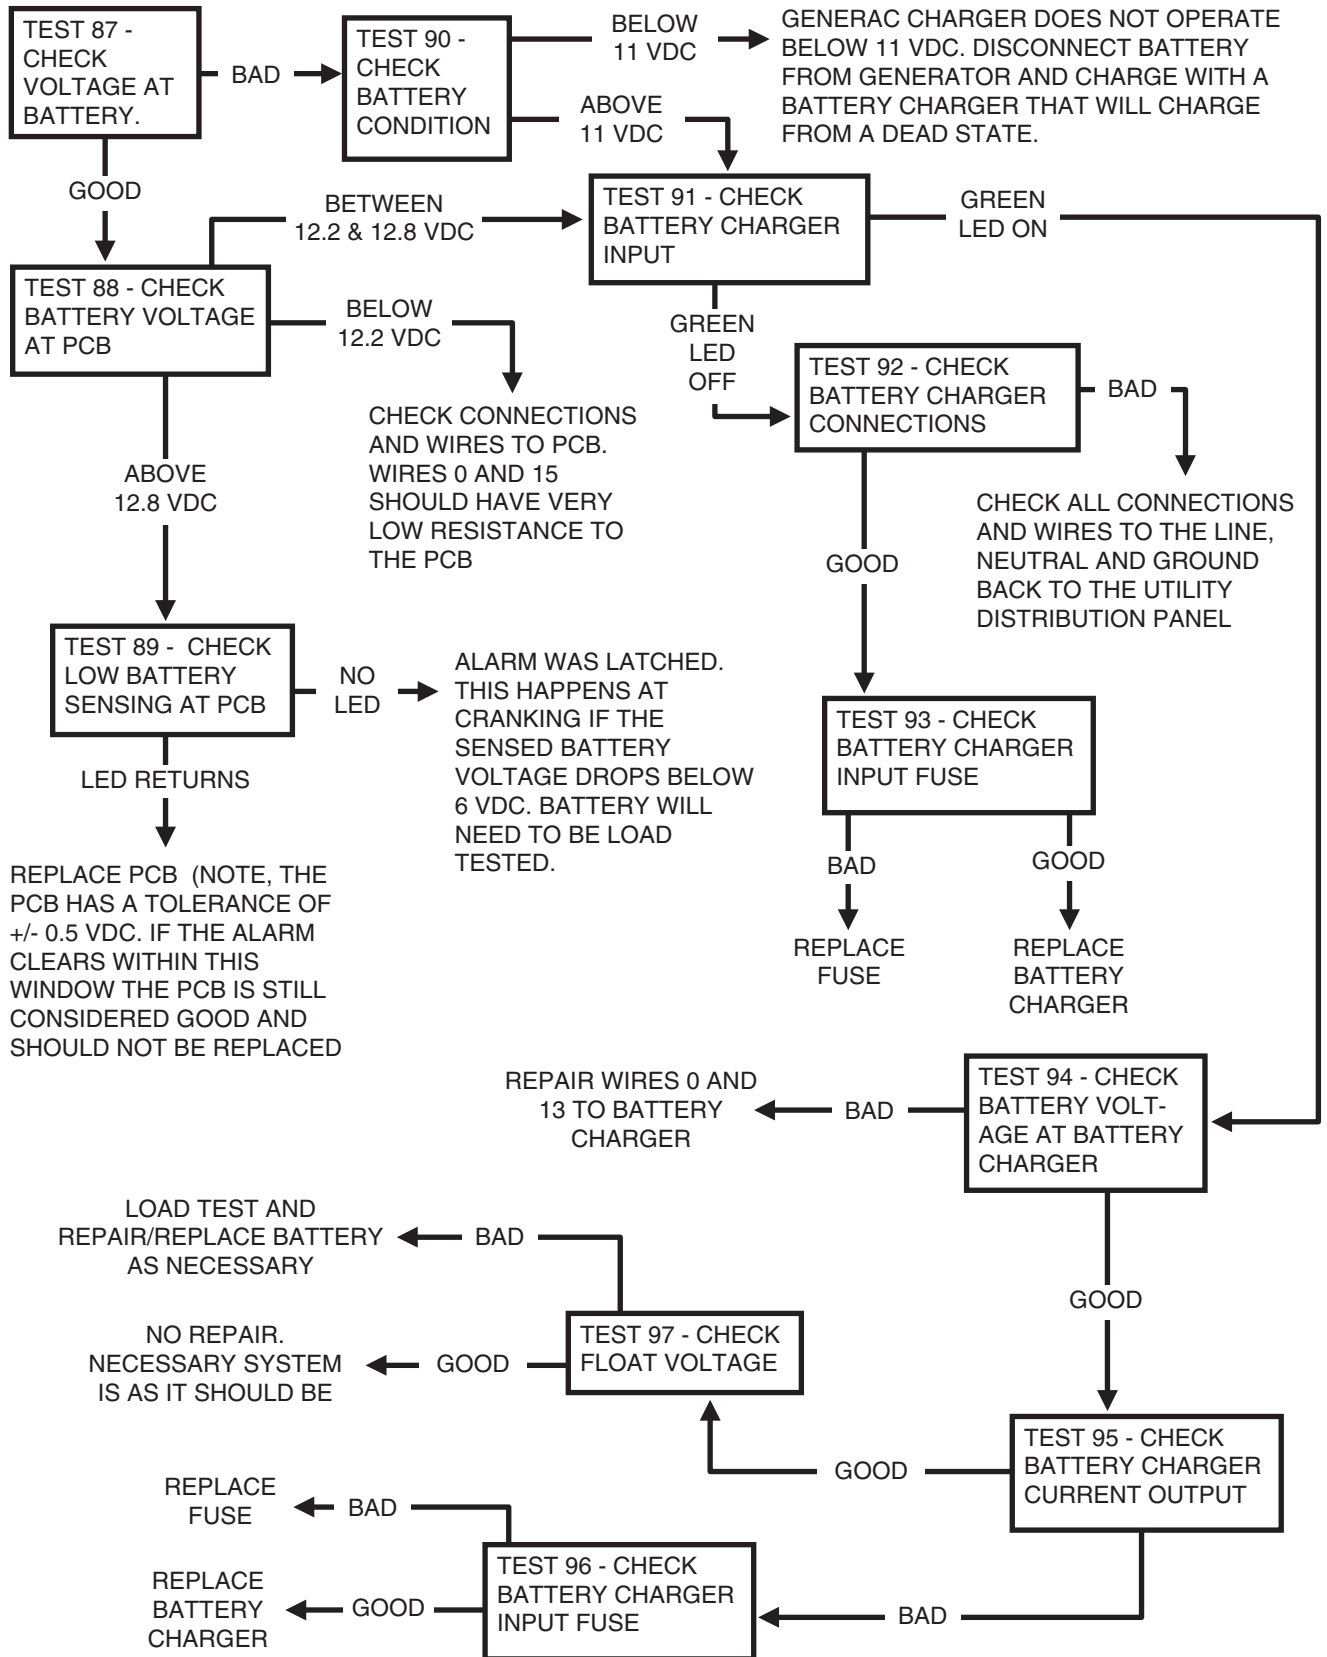 TEST 87 -
CHECK
VOLTAGE AT
BATTERY.
BAD
TEST 90 -
CHECK
BATTERY
CONDITION
BELOW
11 VDC
GENERAC CHARGER DOES NOT OPERATE
BELOW 11 VDC. DISCONNECT BATTERY
FROM GENERATOR AND CHARGE WITH A
BATTERY CHARGER THAT WILL CHARGE
FROM A DEAD STATE.
ABOVE
11 VDC
GOOD
BETWEEN
12.2 & 12.8 VDC
TEST 91 - CHECK
BATTERY CHARGER
INPUT
GREEN
LED ON
TEST 88 - CHECK
BATTERY VOLTAGE
AT PCB
BELOW
12.2 VDC
GREEN
LED
OFF
TEST 92 - CHECK
BATTERY CHARGER
CONNECTIONS
BAD
CHECK CONNECTIONS
AND WIRES TO PCB.
WIRES 0 AND 15
SHOULD HAVE VERY
LOW RESISTANCE TO
THE PCB
ABOVE
12.8 VDC
CHECK ALL CONNECTIONS
AND WIRES TO THE LINE,
NEUTRAL AND GROUND
BACK TO THE UTILITY
DISTRIBUTION PANEL
GOOD
TEST 89 -  CHECK
LOW BATTERY
SENSING AT PCB
NO
LED
ALARM WAS LATCHED.
THIS HAPPENS AT
CRANKING IF THE
SENSED BATTERY
VOLTAGE DROPS BELOW
6 VDC. BATTERY WILL
NEED TO BE LOAD
TESTED.
TEST 93 - CHECK
BATTERY CHARGER
INPUT FUSE
LED RETURNS
BAD
GOOD
REPLACE PCB  (NOTE, THE
PCB HAS A TOLERANCE OF
+/- 0.5 VDC. IF THE ALARM
CLEARS WITHIN THIS
WINDOW THE PCB IS STILL
CONSIDERED GOOD AND
SHOULD NOT BE REPLACED
REPLACE
FUSE
REPLACE
BATTERY
CHARGER
REPAIR WIRES 0 AND
13 TO BATTERY
CHARGER
BAD
TEST 94 - CHECK
BATTERY VOLT-
AGE AT BATTERY
CHARGER
LOAD TEST AND
REPAIR/REPLACE BATTERY
AS NECESSARY
BAD
GOOD
NO REPAIR.
NECESSARY SYSTEM
IS AS IT SHOULD BE
GOOD
TEST 97 - CHECK
FLOAT VOLTAGE
TEST 95 - CHECK
BATTERY CHARGER
CURRENT OUTPUT
GOOD
REPLACE
FUSE
BAD
TEST 96 - CHECK
BATTERY CHARGER
INPUT FUSE
REPLACE
BATTERY
CHARGER
GOOD
BAD